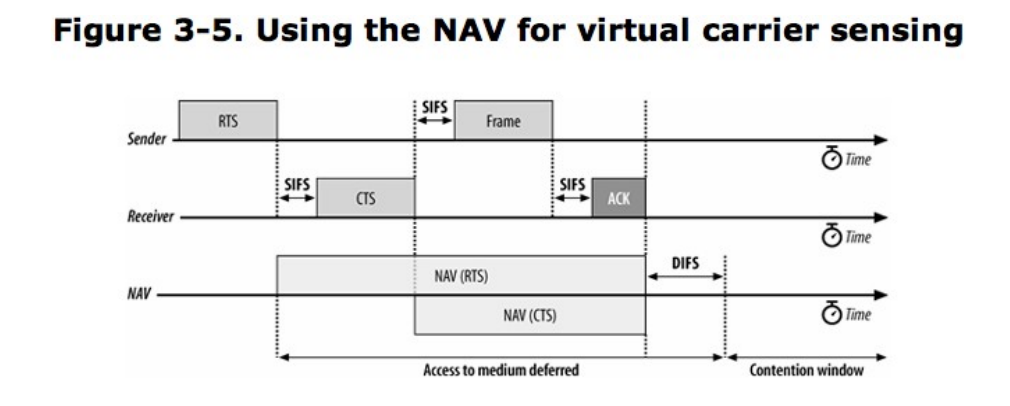 Figure 3-5. Using the NAV for virtual carrier sensing
SIFS
RTS
Frame
Sender
Time
SIFS
SIFS
CTS
ACK
Receiver
Time
DIFS
NAV (RTS)
NAV
NAV (CTS)
Time
Access to medium deferred
Contention window